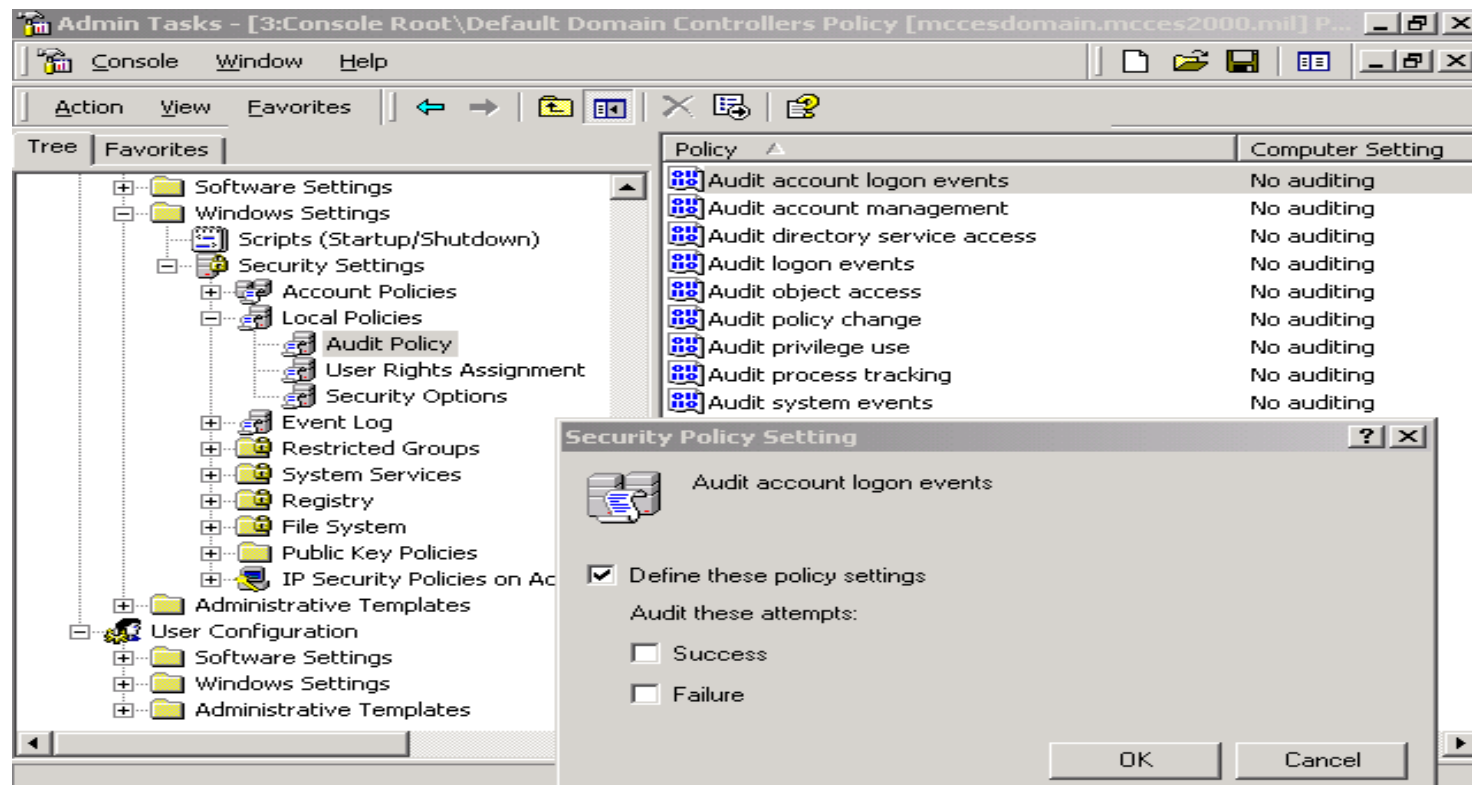 Admin Tasks - [3:Console Root\Default Domain Controllers Policy [mccesdomain.mcces2000.mil] P...
Console Window Help
Action View Favorites
Tree Favorites
Software Settings
Windows Settings
Scripts (Startup/Shutdown)
Security Settings
Account Policies
Local Policies
Audit Policy
User Rights Assignment
Security Options
Event Log
Restricted Groups
System Services
Registry
File System
Public Key Policies
IP Security Policies on Ac
Administrative Templates
User Configuration
Software Settings
Windows Settings
Administrative Templates
Policy Computer Setting
Audit account logon events No auditing
Audit account management No auditing
Audit directory service access No auditing
Audit logon events No auditing
Audit object access No auditing
Audit policy change No auditing
Audit privilege use No auditing
Audit process tracking No auditing
Audit system events No auditing
Security Policy Setting
Audit account logon events
Define these policy settings
Audit these attempts:
Success
Failure
OK Cancel